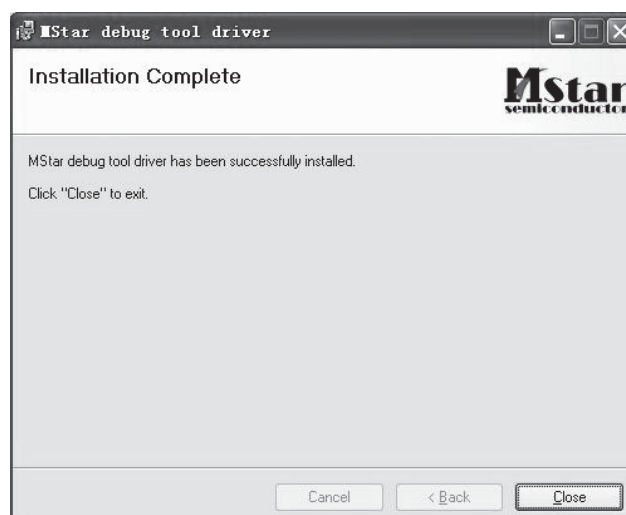 MStar debug tool driver
Installation Complete
MStar
semiconductor
MStar debug tool driver has been successfully installed.
Click "Close" to exit.
Cancel
< Back
Close